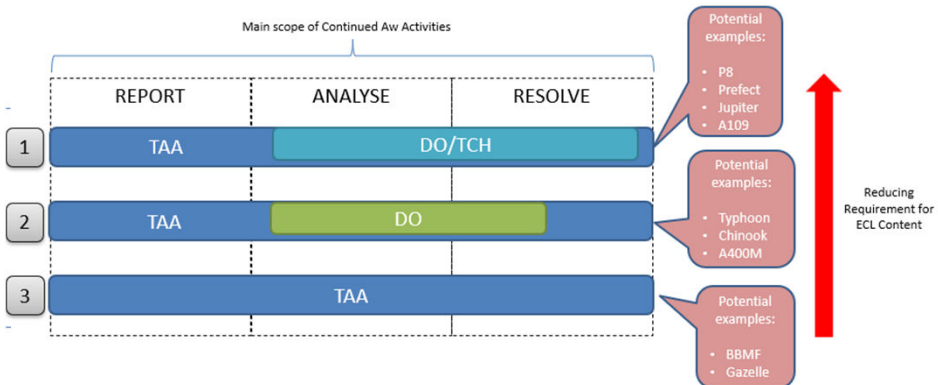 Main scope of Continued Aw Activities
REPORT
ANALYSE
RESOLVE
1
TAA
DO/TCH
Potential
examples:
• P8
• Prefect
• Jupiter
• A109
2
TAA
DO
Potential
examples:
• Typhoon
• Chinook
• A400M
3
TAA
Potential
examples:
• BBMF
• Gazelle
Reducing
Requirement for
ECL Content